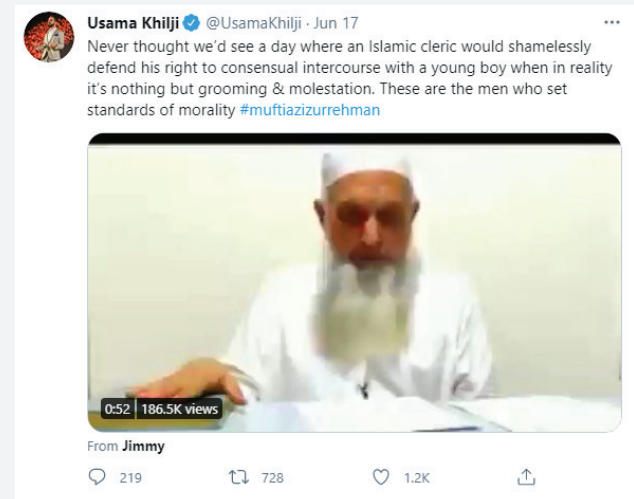 Usama Khilji @UsamaKhilji · Jun 17
Never thought we'd see a day where an Islamic cleric would shamelessly
defend his right to consensual intercourse with a young boy when in reality
it's nothing but grooming & molestation. These are the men who set
standards of morality #muftiazizurrehman
0:52 | 186.5K views
From Jimmy
219 728 1.2K